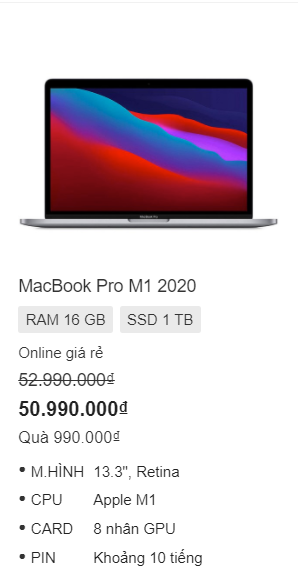 MacBook Pro M1 2020
RAM 16 GB SSD 1 TB
Online giá rẻ
52.990.000₫
50.990.000₫
Quà 990.000₫
• M.HÌNH 13.3", Retina
• CPU Apple M1
• CARD 8 nhân GPU
• PIN Khoảng 10 tiếng